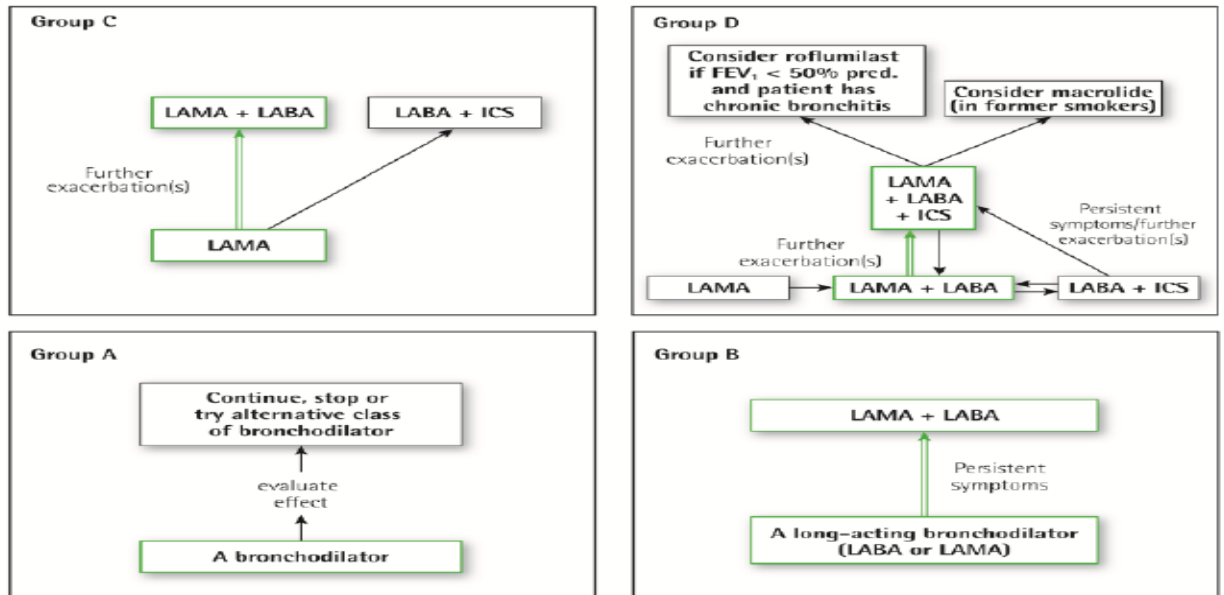 Group C
LAMA + LABA
LABA + ICS
Further
exacerbation(s)
LAMA
Group D
Consider roflumilast
if FEV₁ < 50% pred.
and patient has
chronic bronchitis
Consider macrolide
(in former smokers)
Further
exacerbation(s)
LAMA
+ LABA
+ ICS
Persistent
symptoms/further
exacerbation(s)
Further
exacerbation(s)
LAMA
LAMA + LABA
LABA + ICS
Group A
Continue, stop or
try alternative class
of bronchodilator
evaluate
effect
A bronchodilator
Group B
LAMA + LABA
Persistent
symptoms
A long-acting bronchodilator
(LABA or LAMA)